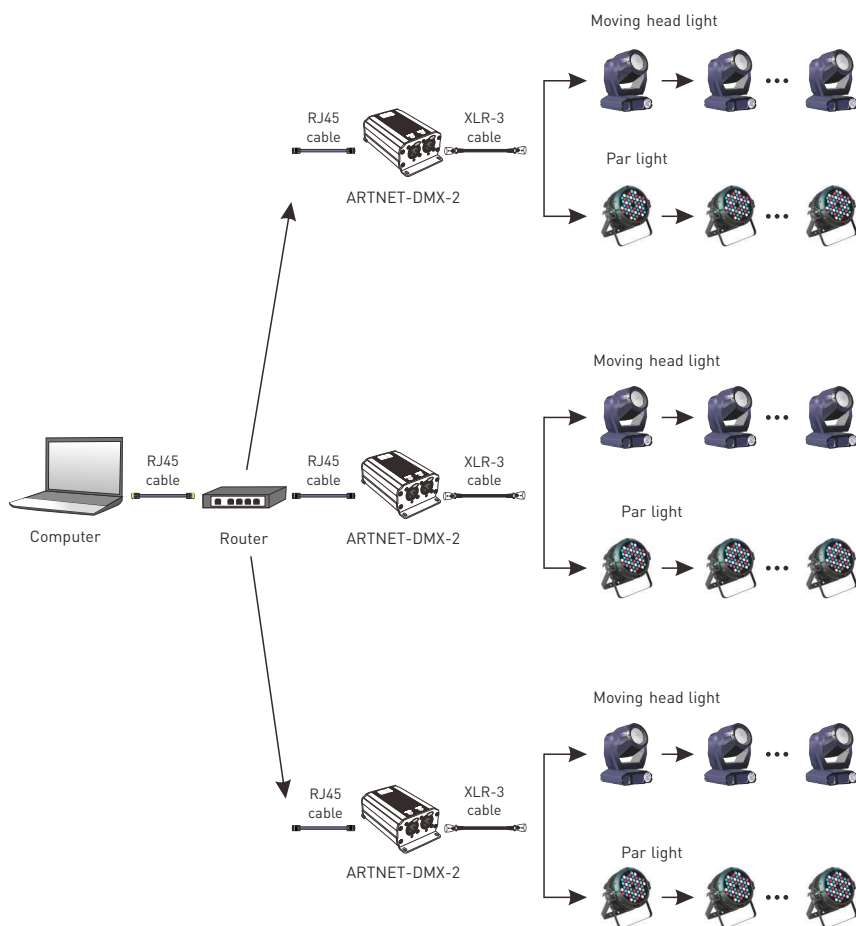 Moving head light
RJ45
cable
XLR-3
cable
ARTNET-DMX-2
Par light
Moving head light
Computer
RJ45
cable
Router
RJ45
cable
ARTNET-DMX-2
XLR-3
cable
Par light
Moving head light
RJ45
cable
XLR-3
cable
ARTNET-DMX-2
Par light